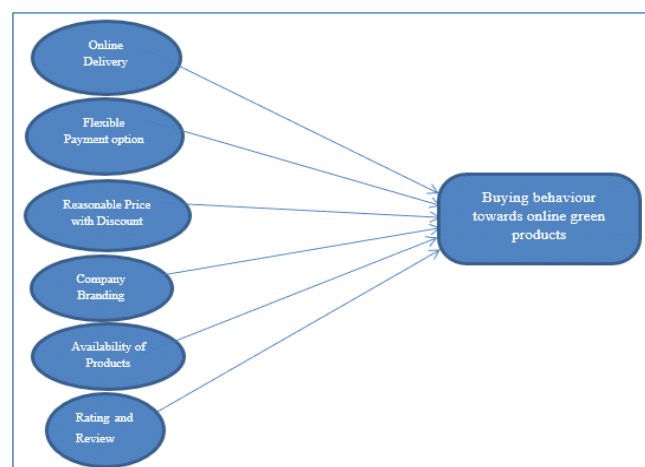 Online
Delivery
Flexible
Payment option
Reasonable Price
with Discount
Company
Branding
Availability of
Products
Rating and
Review
Buying behaviour
towards online green
products